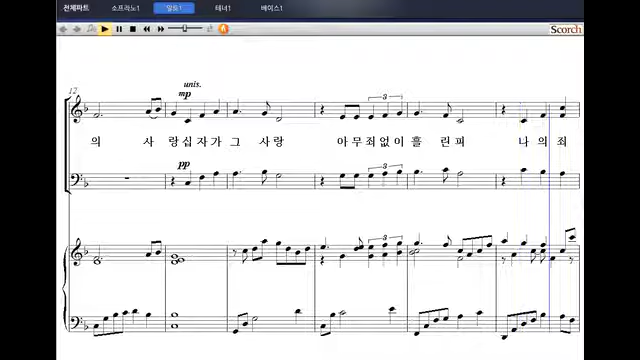 전체파트 소프라노1 알토1 테너1 베이스1
Scorch
12
unis.
mp
3
의 사 랑 십 자 가 그 사 랑 아 무 죄 없 이 흘 린 피 나 의 죄
pp
3
3